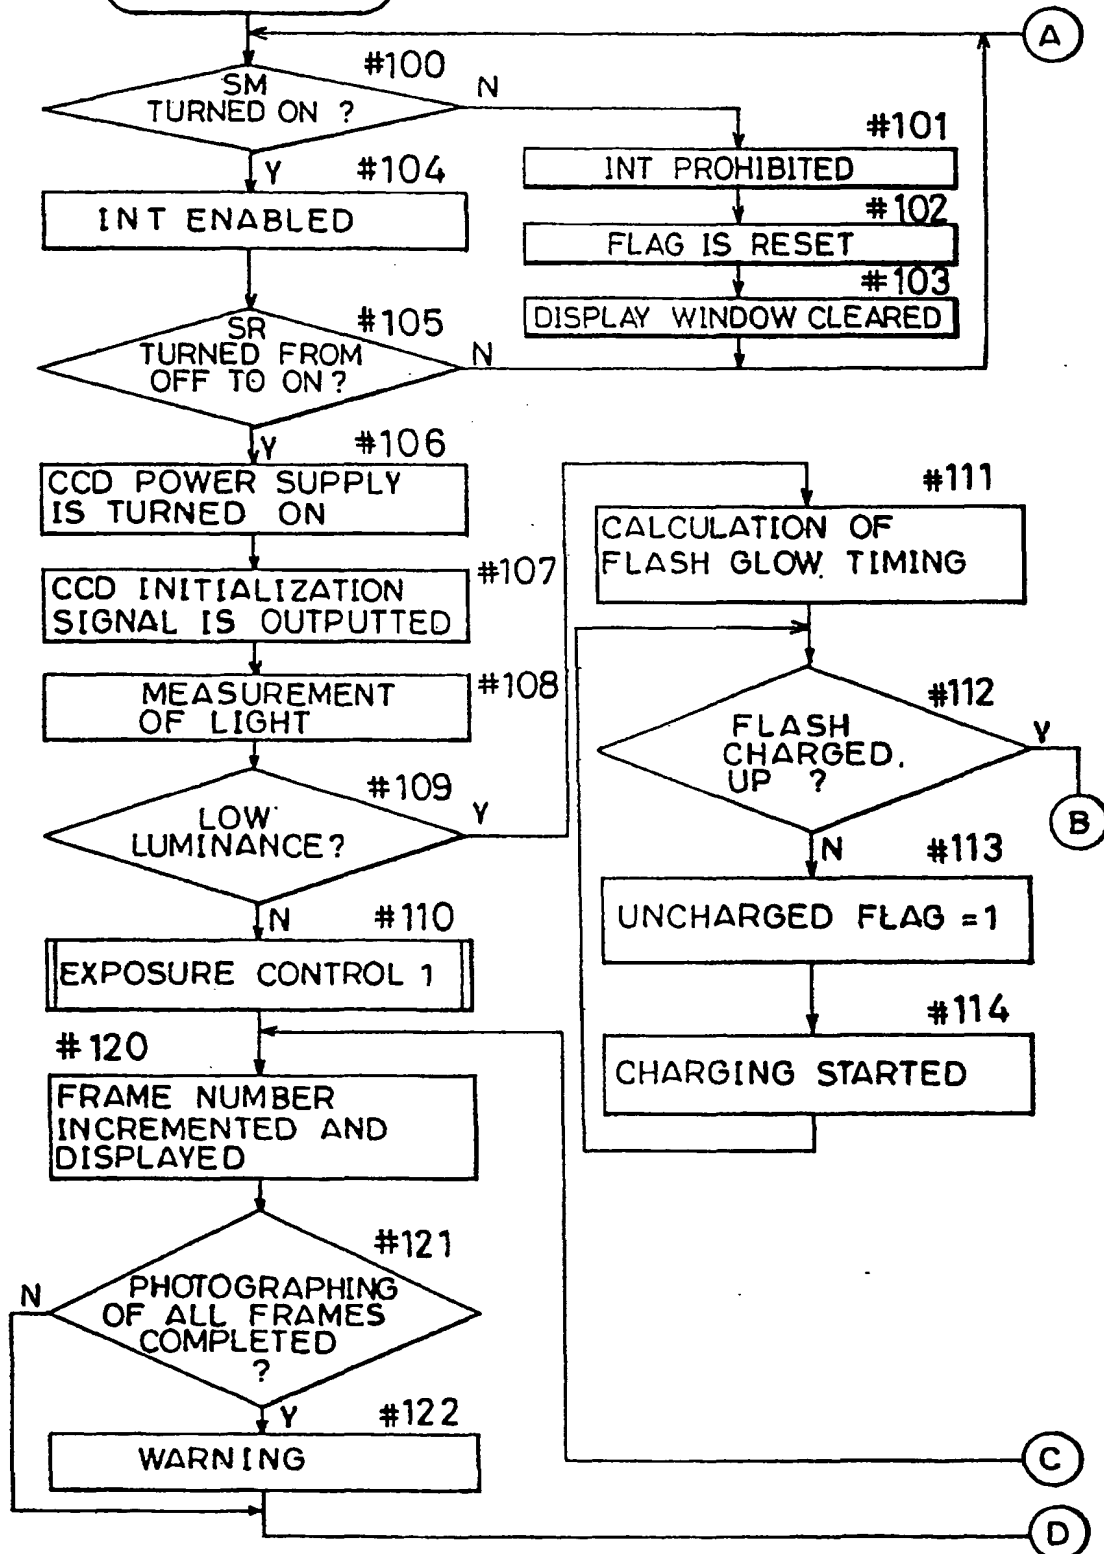 A
#100
SM
TURNED ON ?
N
Y
#101
INT PROHIBITED
#102
FLAG IS RESET
#103
DISPLAY WINDOW CLEARED
#104
INT ENABLED
#105
SR
TURNED FROM
OFF TO ON ?
N
Y
#106
CCD POWER SUPPLY
IS TURNED ON
#107
CCD INITIALIZATION
SIGNAL IS OUTPUTTED
#108
MEASUREMENT
OF LIGHT
#109
LOW
LUMINANCE?
Y
N
#110
EXPOSURE CONTROL 1
#111
CALCULATION OF
FLASH GLOW. TIMING
#112
FLASH
CHARGED.
UP ?
Y
B
N
#113
UNCHARGED FLAG = 1
#114
CHARGING STARTED
#120
FRAME NUMBER
INCREMENTED AND
DISPLAYED
#121
PHOTOGRAPHING
OF ALL FRAMES
COMPLETED
?
N
Y
#122
WARNING
C
D